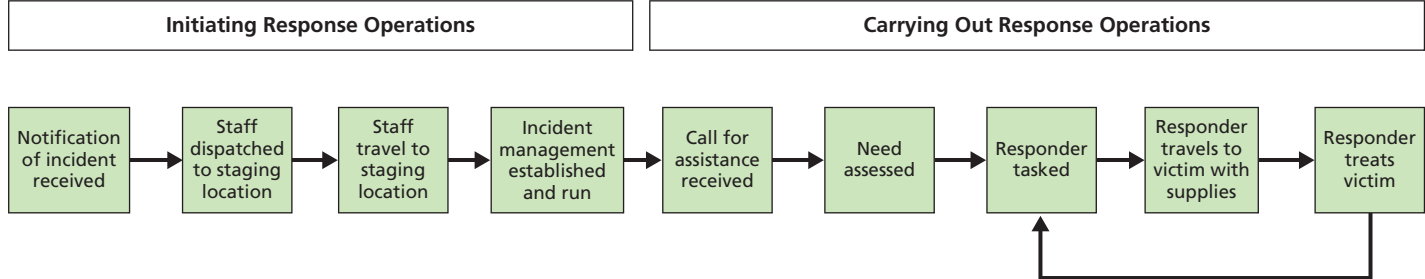 Initiating Response Operations
Carrying Out Response Operations
Notification
of incident
received
Staff
dispatched
to staging
location
Staff
travel to
staging
location
Incident
management
established
and run
Call for
assistance
received
Need
assessed
Responder
tasked
Responder
travels to
victim with
supplies
Responder
treats
victim